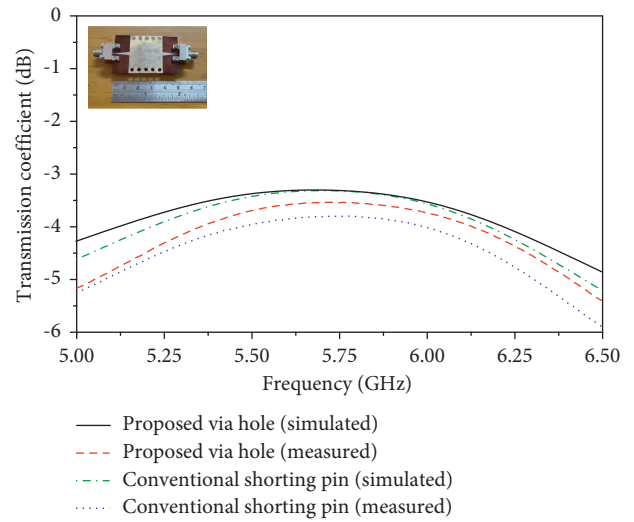 0
-1
-2
-3
-4
-5
-6
Transmission coefficient (dB)
5.00 5.25 5.50 5.75 6.00 6.25 6.50
Frequency (GHz)
Proposed via hole (simulated)
Proposed via hole (measured)
Conventional shorting pin (simulated)
Conventional shorting pin (measured)